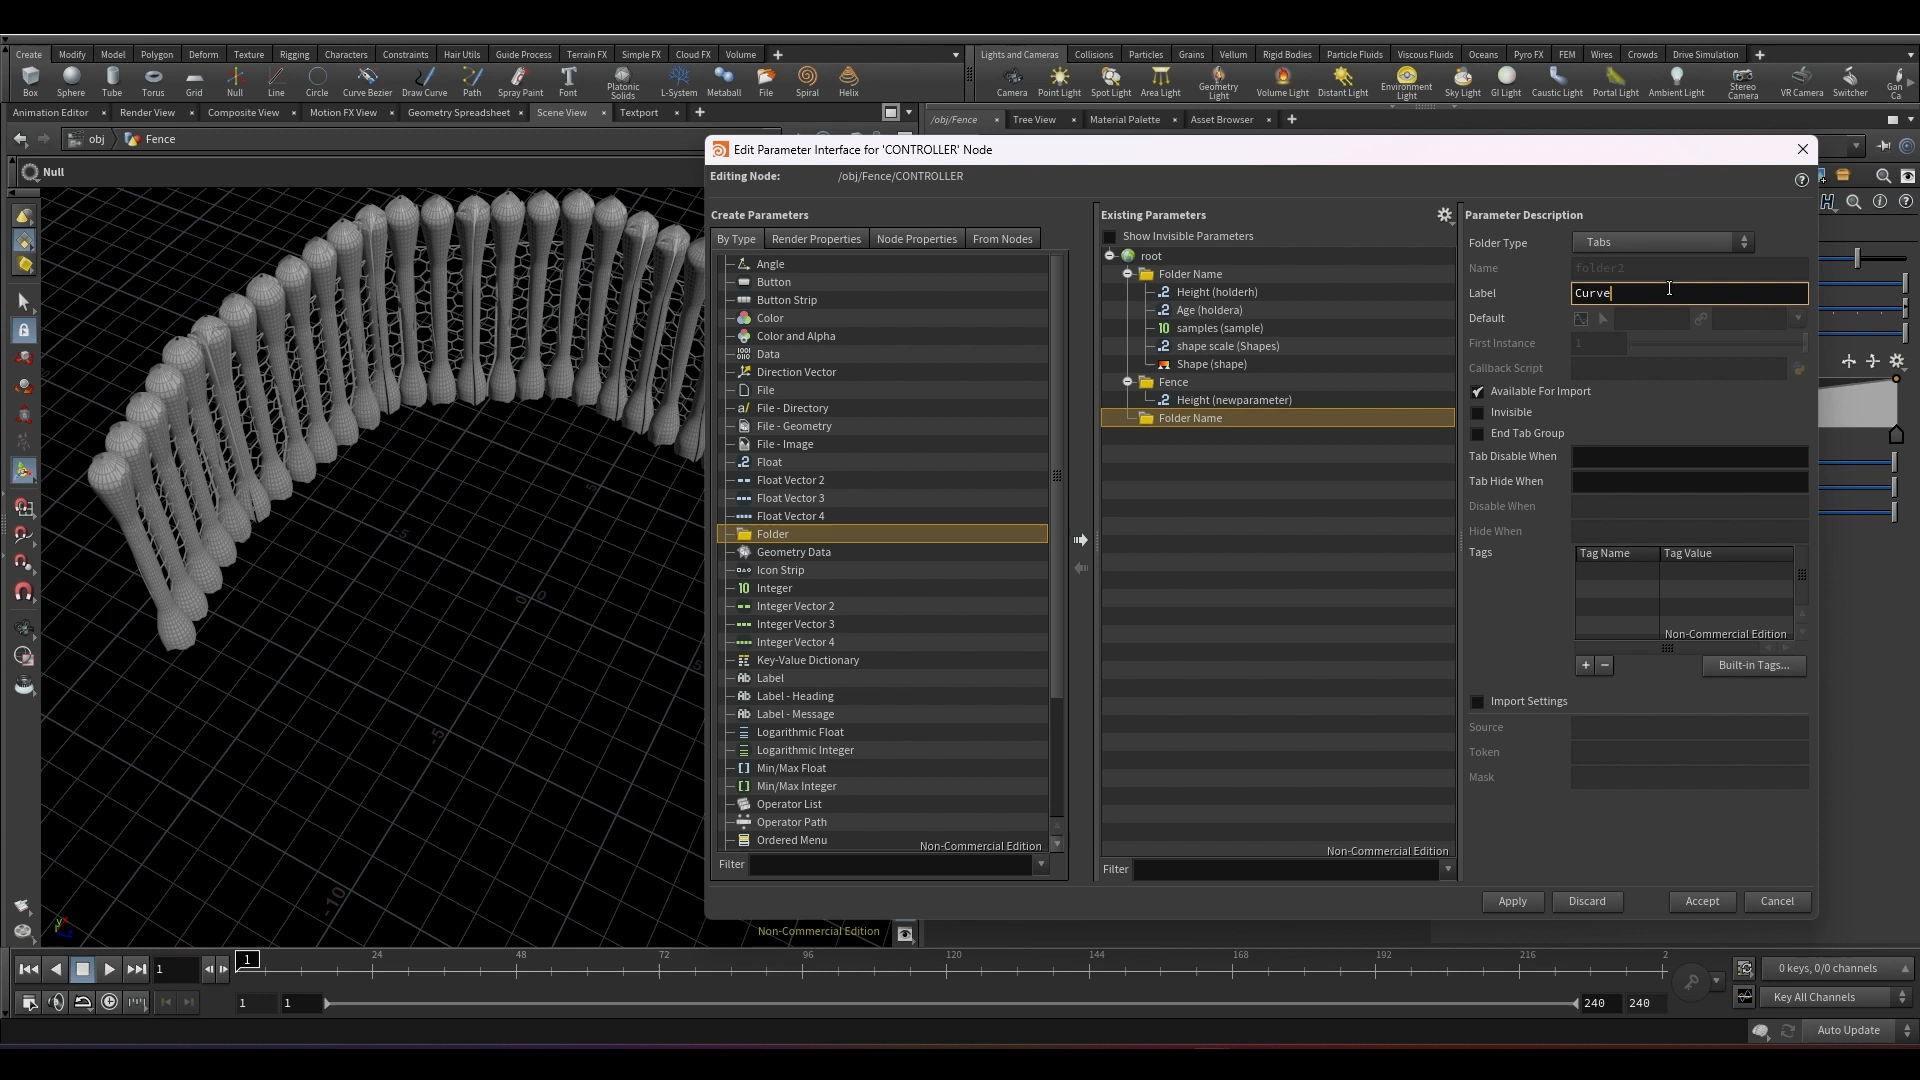 Create Modify Model Polygon Deform Texture Rigging Characters Constraints Hair Utils Guide Process Terrain FX Simple FX Cloud FX Volume
Lights and Cameras Collisions Particles Grains Vellum Rigid Bodies Particle Fluids Viscous Fluids Oceans Pyro FX FEM Wires Crowds Drive Simulation
Box Sphere Tube Torus Grid Null Line Circle Curve Bezier Draw Curve Path Spray Paint Font Platonic Solids L-System Metaball File Spiral Helix
Camera Point Light Spot Light Area Light Geometry Light Volume Light Distant Light Environment Light Sky Light GI Light Caustic Light Portal Light Ambient Light Stereo Camera VR Camera Switcher
Animation Editor Render View Composite View Motion FX View Geometry Spreadsheet Scene View Textport
/obj/Fence Tree View Material Palette Asset Browser
obj Fence
Null
Edit Parameter Interface for 'CONTROLLER' Node
Editing Node: /obj/Fence/CONTROLLER
Create Parameters
By Type Render Properties Node Properties From Nodes
Angle
Button
Button Strip
Color
Color and Alpha
Data
Direction Vector
File
File - Directory
File - Geometry
File - Image
Float
Float Vector 2
Float Vector 3
Float Vector 4
Folder
Geometry Data
Icon Strip
Integer
Integer Vector 2
Integer Vector 3
Integer Vector 4
Key-Value Dictionary
Label
Label - Heading
Label - Message
Logarithmic Float
Logarithmic Integer
Min/Max Float
Min/Max Integer
Operator List
Operator Path
Ordered Menu
Non-Commercial Edition
Filter
Existing Parameters
Show Invisible Parameters
root
Folder Name
Height (holderh)
Age (holdera)
samples (sample)
shape scale (Shapes)
Shape (shape)
Fence
Height (newparameter)
Folder Name
Non-Commercial Edition
Filter
Parameter Description
Folder Type Tabs
Name folder2
Label Curve
Default
First Instance 1
Callback Script
Available For Import
Invisible
End Tab Group
Tab Disable When
Tab Hide When
Disable When
Hide When
Tags Tag Name Tag Value
Non-Commercial Edition
+ − Built-in Tags...
Import Settings
Source
Token
Mask
Apply Discard Accept Cancel
-5
5
0 0
-5
-10
Non-Commercial Edition
1 1 24 48 72 96 120 144 168 192 216 2
0 keys, 0/0 channels
1 1 240 240
Key All Channels
Auto Update